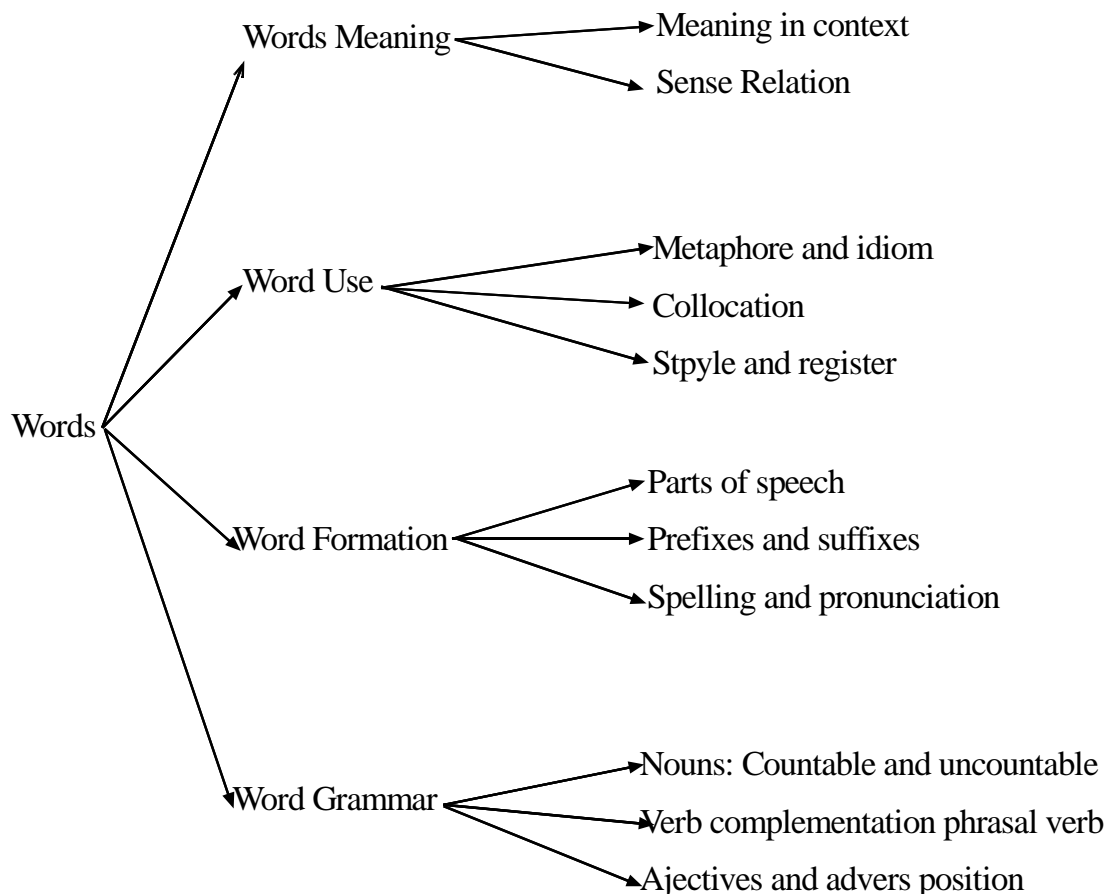 Words Meaning
Meaning in context
Sense Relation
Word Use
Metaphore and idiom
Collocation
Stpyle and register
Words
Word Formation
Parts of speech
Prefixes and suffixes
Spelling and pronunciation
Word Grammar
Nouns: Countable and uncountable
Verb complementation phrasal verb
Ajectives and advers position